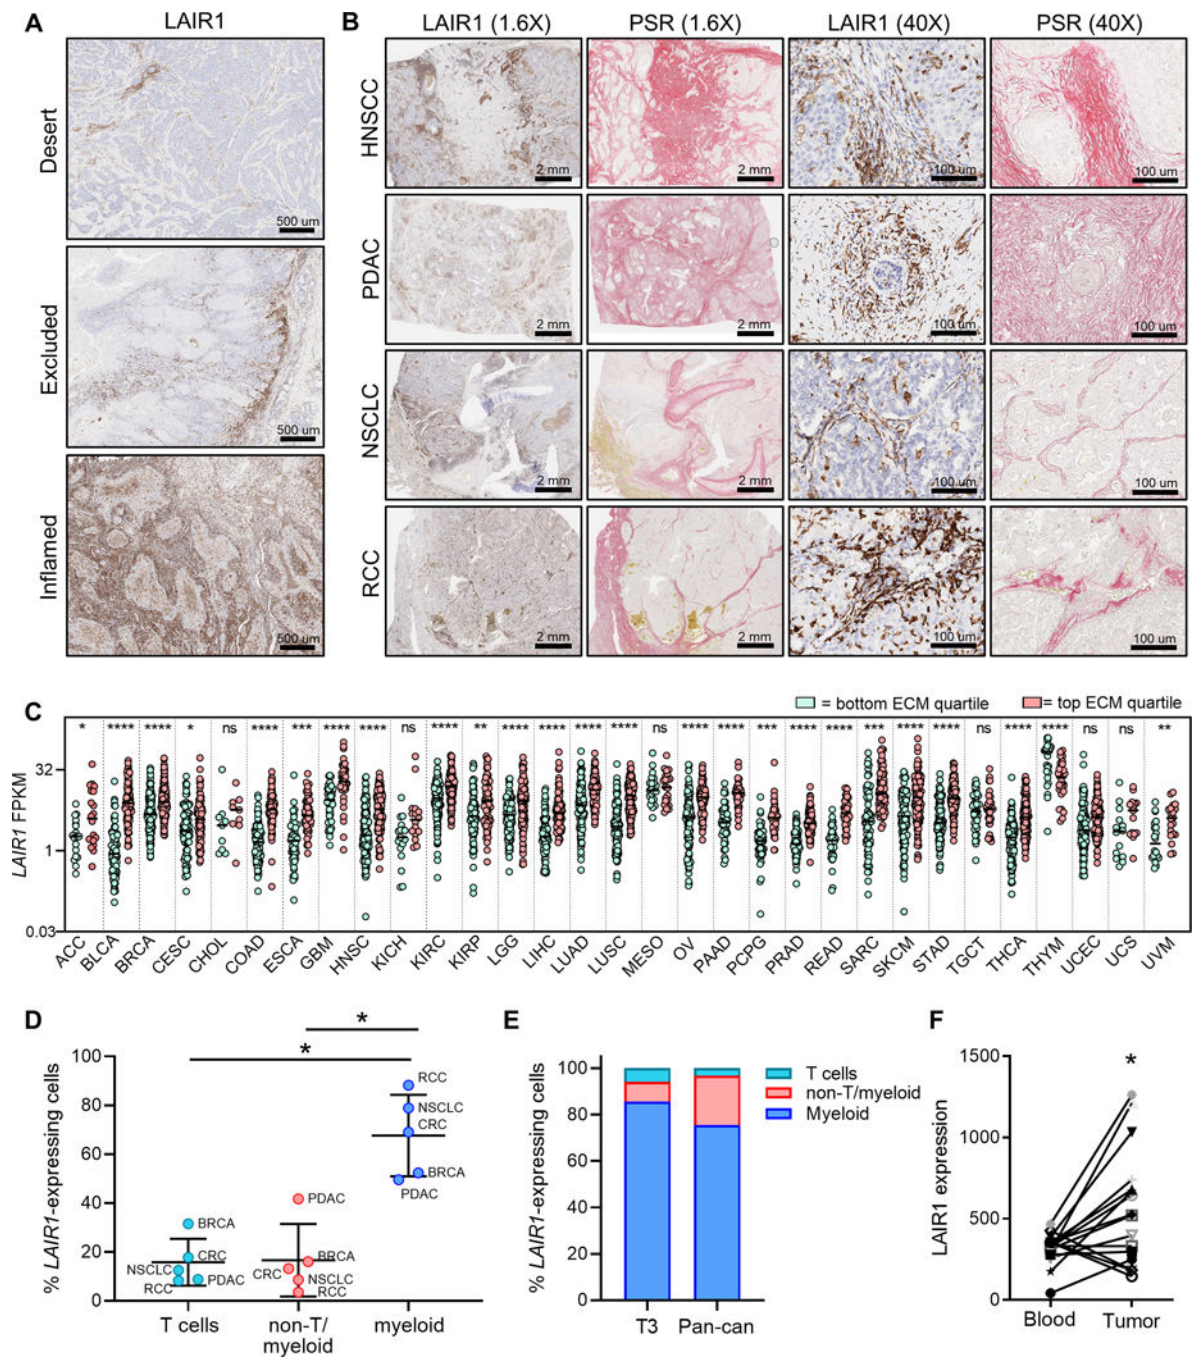 A
LAIR1
Desert
500 um
Excluded
500 um
Inflamed
500 um
B
LAIR1 (1.6X)
PSR (1.6X)
LAIR1 (40X)
PSR (40X)
HNSCC
2 mm
2 mm
100 um
100 um
PDAC
2 mm
2 mm
100 um
100 um
NSCLC
2 mm
2 mm
100 um
100 um
RCC
2 mm
2 mm
100 um
100 um
C
= bottom ECM quartile
= top ECM quartile
* **** **** * ns **** *** **** **** ns **** ** **** **** **** **** ns **** **** *** **** **** *** **** **** ns **** **** ns ns **
LAIR1 FPKM
32
1
0.03
ACC BLCA BRCA CESC CHOL COAD ESCA GBM HNSC KICH KIRC KIRP LGG LIHC LUAD LUSC MESO OV PAAD PCPG PRAD READ SARC SKCM STAD TGCT THCA THYM UCEC UCS UVM
D
% LAIR1-expressing cells
100
80
60
40
20
0
*
*
BRCA
CRC
NSCLC
PDAC
RCC
PDAC
BRCA
CRC
NSCLC
RCC
RCC
NSCLC
CRC
BRCA
PDAC
T cells
non-T/
myeloid
myeloid
E
% LAIR1-expressing cells
100
80
60
40
20
0
T3
Pan-can
T cells
non-T/myeloid
Myeloid
F
LAIR1 expression
1500
1000
500
0
*
Blood
Tumor